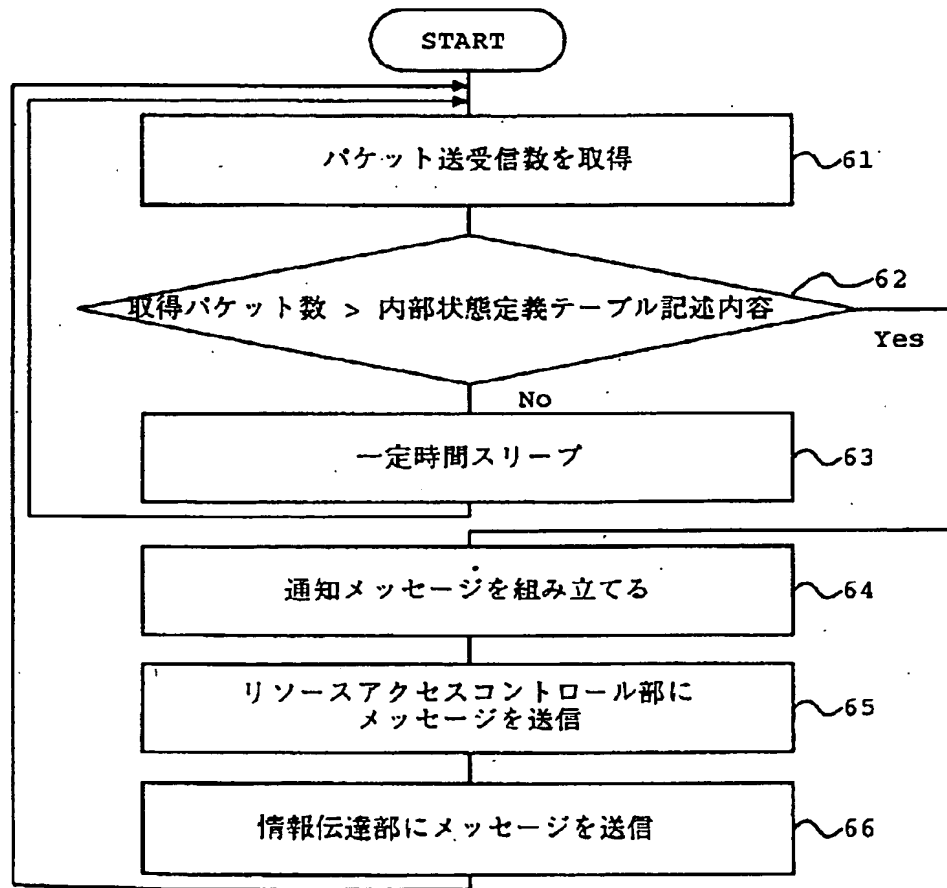 START
パケット送受信数を取得
61
取得パケット数 > 内部状態定義テーブル記述内容
62
Yes
No
一定時間スリープ
63
通知メッセージを組み立てる
64
リソースアクセスコントロール部に
メッセージを送信
65
情報伝達部にメッセージを送信
66